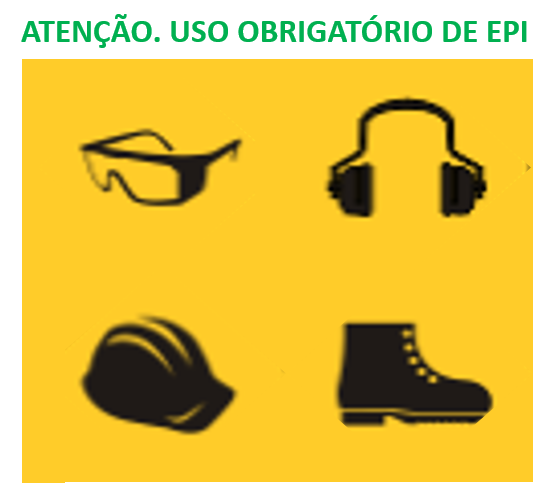 ATENÇÃO. USO OBRIGATÓRIO DE EPI